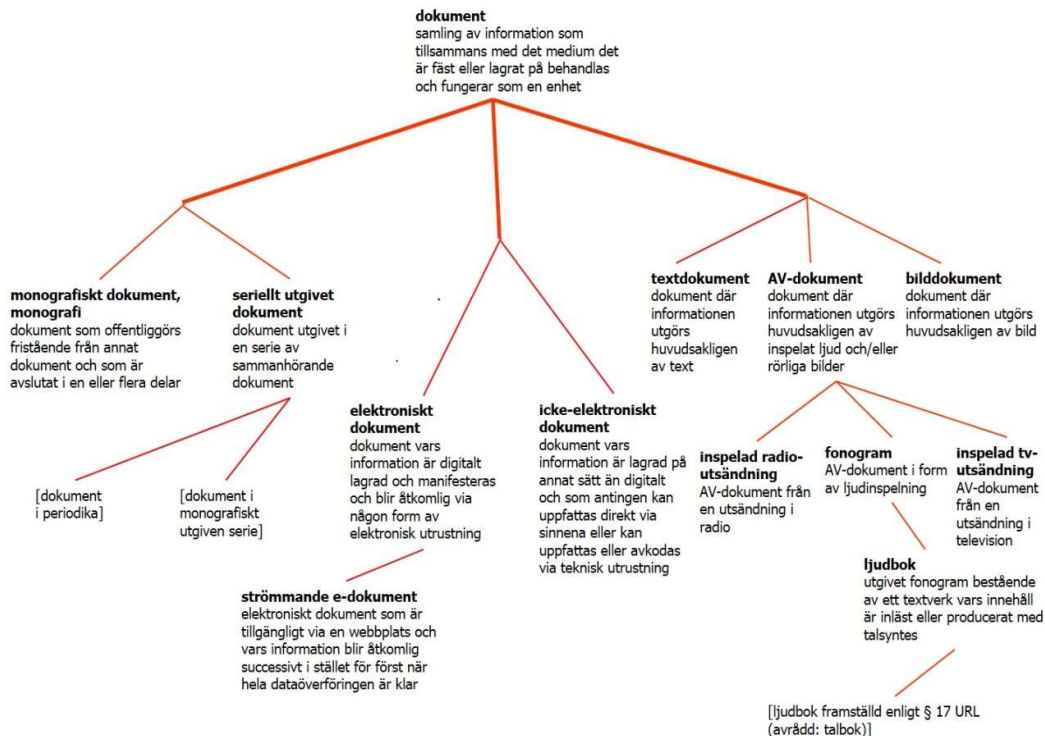 dokument
samling av information som
tillsammans med det medium det
är fäst eller lagrat på behandlas
och fungerar som en enhet
monografiskt dokument,
monografi
dokument som offentliggörs
fristående från annat
dokument och som är
avslutat i en eller flera delar
seriellt utgivet
dokument
dokument utgivet i
en serie av
sammanhörande
dokument
textdokument
dokument där
informationen
utgörs
huvudsakligen
av text
AV-dokument
dokument där
informationen utgörs
huvudsakligen av
inspelat ljud och/eller
rörliga bilder
bilddokument
dokument där
informationen utgörs
huvudsakligen av bild
[dokument
i periodika]
[dokument i
monografiskt
utgiven serie]
elektroniskt
dokument
dokument vars
information är digitalt
lagrad och manifesteras
och blir åtkomlig via
någon form av
elektronisk utrustning
icke-elektroniskt
dokument
dokument vars
information är lagrad på
annat sätt än digitalt
och som antingen kan
uppfattas direkt via
sinnena eller kan
uppfattas eller avkodas
via teknisk utrustning
inspelad radio-
utsändning
AV-dokument från
en utsändning i
radio
fonogram
AV-dokument i form
av ljudinspelning
inspelad tv-
utsändning
AV-dokument
från en
utsändning i
television
strömmande e-dokument
elektroniskt dokument som är
tillgängligt via en webbplats och
vars information blir åtkomlig
successivt i stället för först när
hela dataöverföringen är klar
ljudbok
utgivet fonogram bestående
av ett textverk vars innehåll
är inläst eller producerat med
talsyntes
[ljudbok framställd enligt § 17 URL
(avrådd: talbok)]